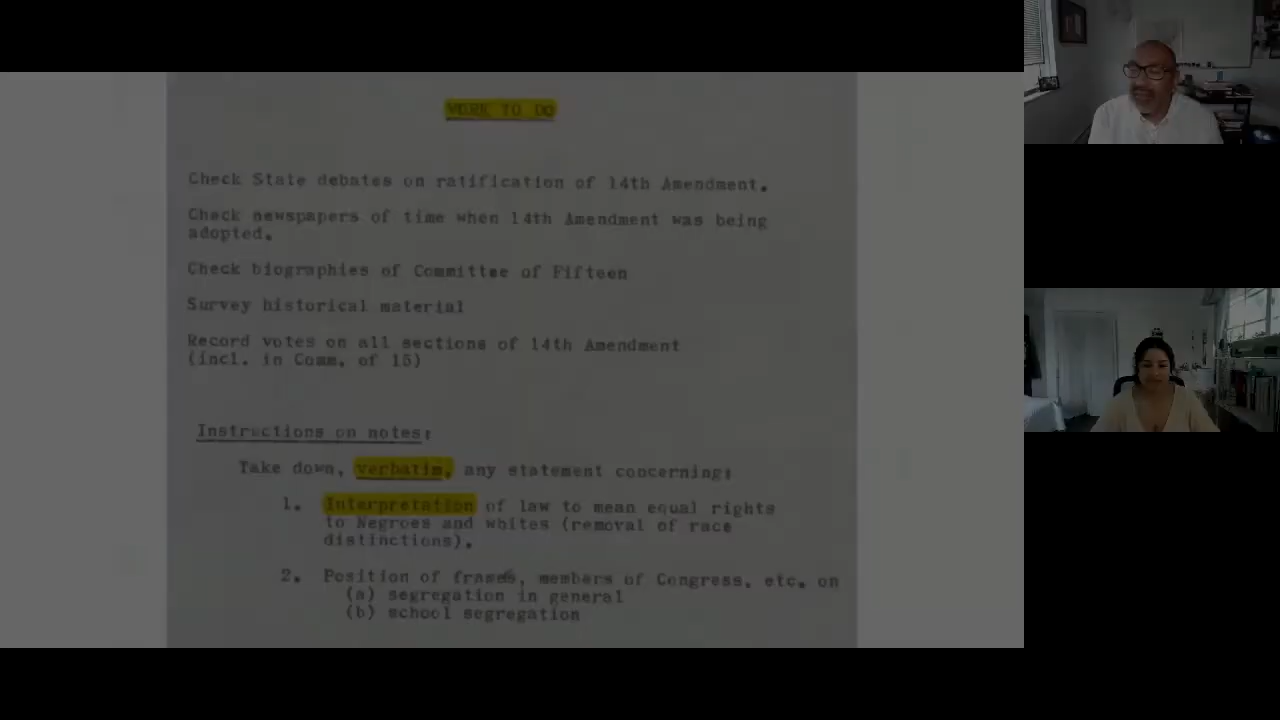 WORK TO DO
Check State debates on ratification of 14th Amendment.
Check newspapers of time when 14th Amendment was being
adopted.
Check biographies of Committee of Fifteen
Survey historical material
Record votes on all sections of 14th Amendment
(incl. in Comm. of 15)
Instructions on notes:
Take down, verbatim, any statement concerning:
1. Interpretation of law to mean equal rights
to Negroes and whites (removal of race
distinctions).
2. Position of frames, members of Congress, etc. on
(a) segregation in general
(b) school segregation